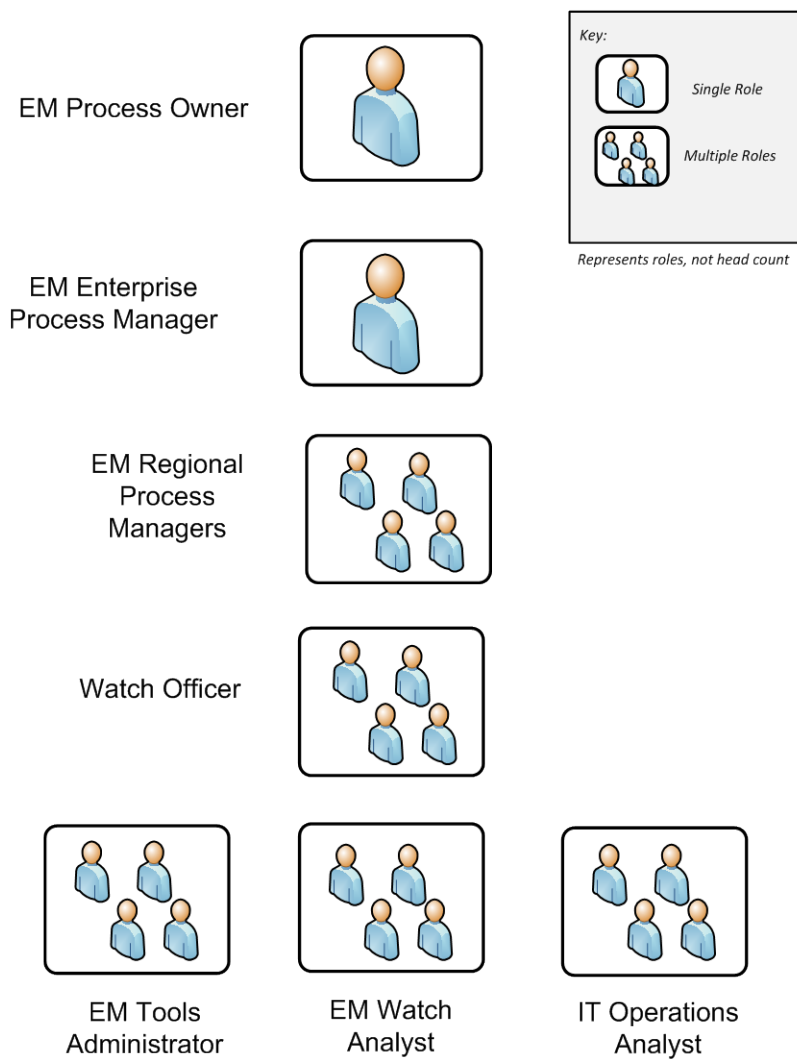 EM Process Owner
Key:
Single Role
Multiple Roles
Represents roles, not head count
EM Enterprise
Process Manager
EM Regional
Process
Managers
Watch Officer
EM Tools
Administrator
EM Watch
Analyst
IT Operations
Analyst